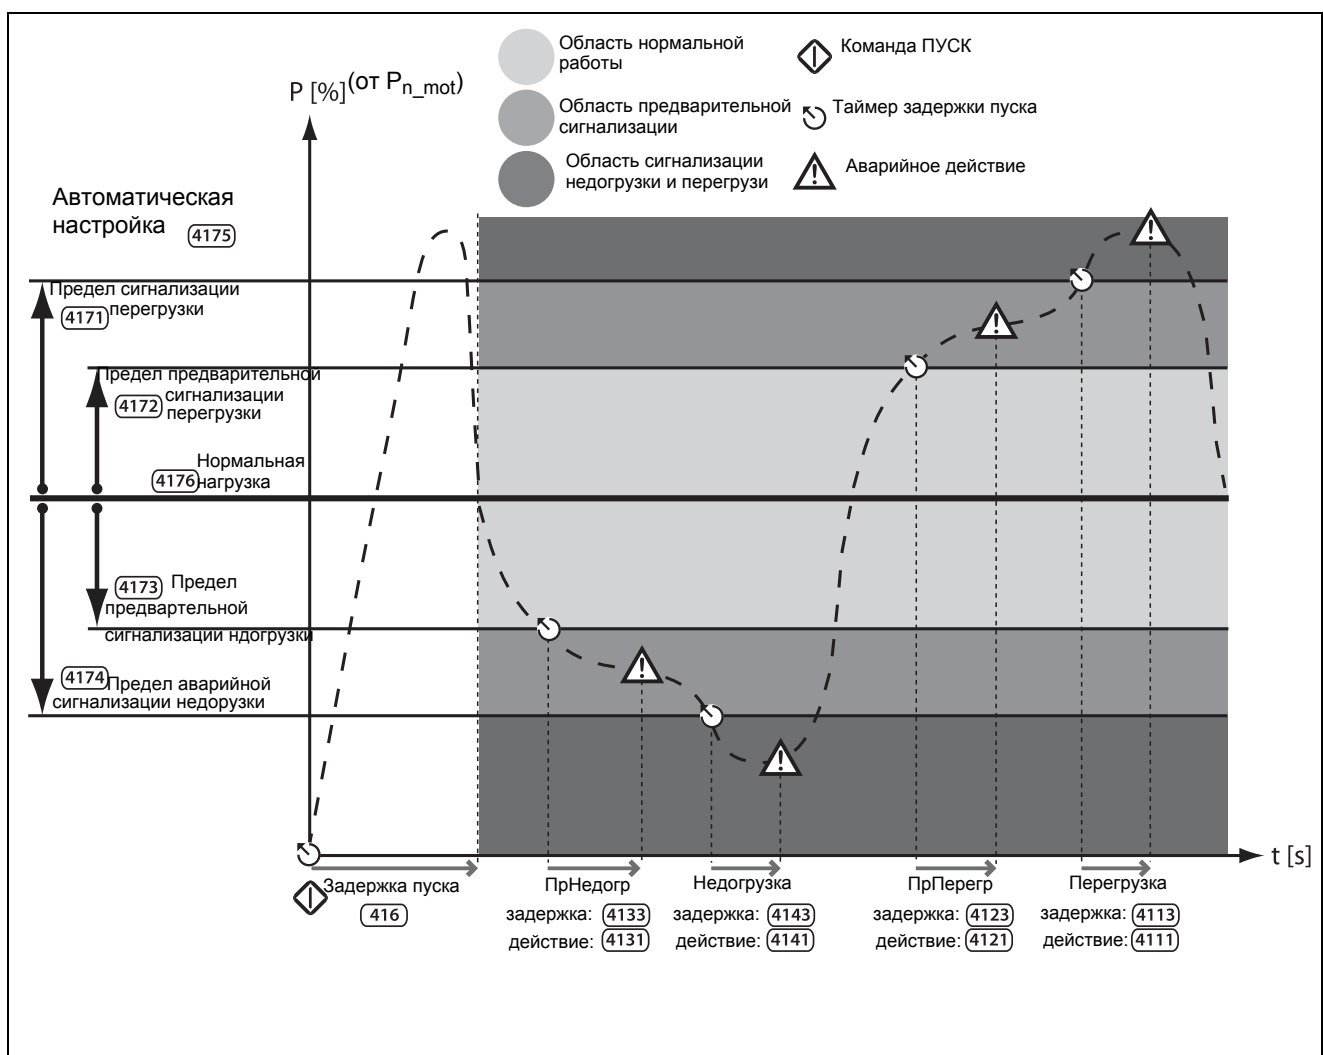 Область нормальной
работы
Команда ПУСК
P [%](от Pn_mot)
Область предварительной
сигнализации
Таймер задержки пуска
Область сигнализации
недогрузки и перегрузи
Аварийное действие
Автоматическая
настройка 4175
Предел сигнализации
4171 перегрузки
Предел предварительной
4172 сигнализации
перегрузки
Нормальная
4176 нагрузка
4173 Предел
предвартельной
сигнализации ндогрузки
4174 Предел аварийной
сигнализации недорузки
t [s]
Задержка пуска
416
ПрНедогр
задержка: 4133
действие: 4131
Недогрузка
задержка: 4143
действие: 4141
ПрПерегр
задержка: 4123
действие: 4121
Перегрузка
задержка: 4113
действие: 4111